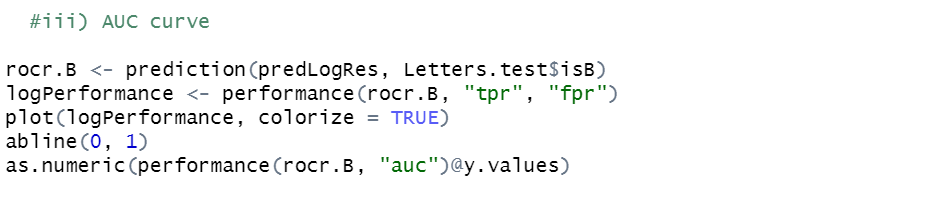 #iii) AUC curve
rocr.B <- prediction(predLogRes, Letters.test$isB)
logPerformance <- performance(rocr.B, "tpr", "fpr")
plot(logPerformance, colorize = TRUE)
abline(0, 1)
as.numeric(performance(rocr.B, "auc")@y.values)